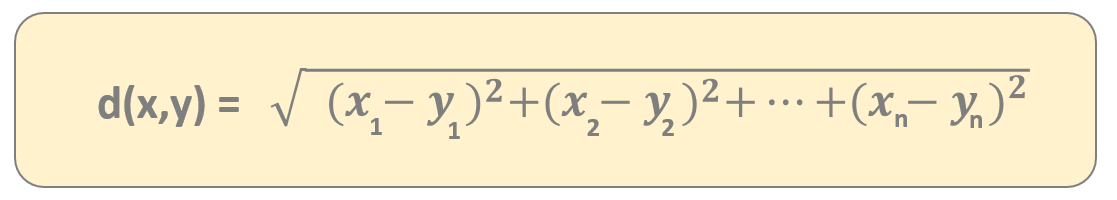 d(x,y) = √(x₁− y₁)²+(x₂− y₂)²+ ⋯ +(xₙ− yₙ)²